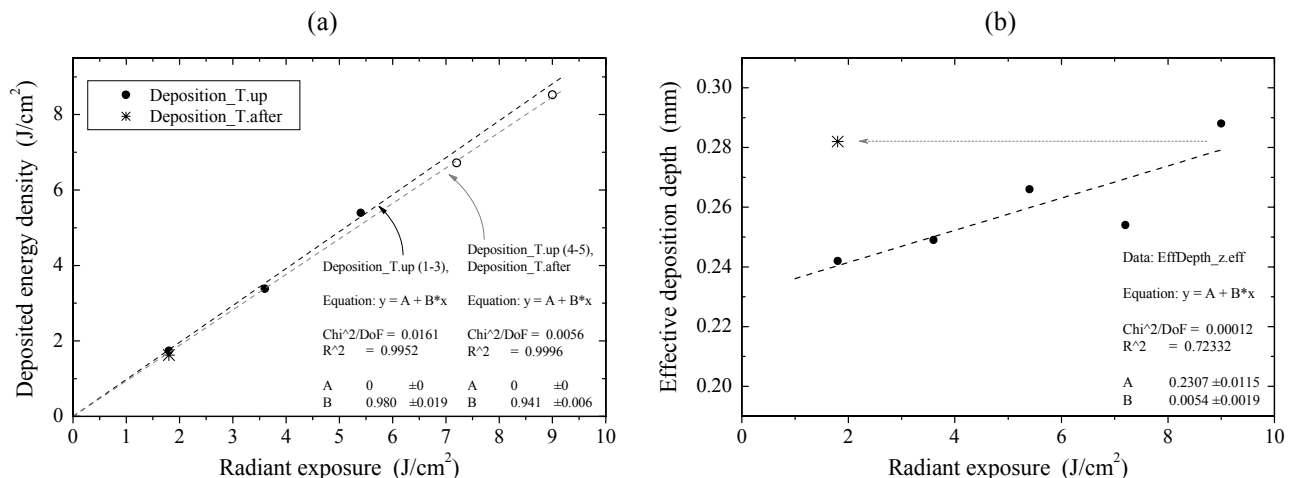 (a)
Deposited energy density (J/cm²)
8
6
4
2
0
Deposition_T.up
Deposition_T.after
Deposition_T.up (1-3),
Equation: y = A + B*x
Chi^2/DoF = 0.0161
R^2 = 0.9952
A 0 ±0
B 0.980 ±0.019
Deposition_T.up (4-5),
Deposition_T.after
Equation: y = A + B*x
Chi^2/DoF = 0.0056
R^2 = 0.9996
A 0 ±0
B 0.941 ±0.006
0 1 2 3 4 5 6 7 8 9 10
Radiant exposure (J/cm²)
(b)
Effective deposition depth (mm)
0.30
0.28
0.26
0.24
0.22
0.20
Data: EffDepth_z.eff
Equation: y = A + B*x
Chi^2/DoF = 0.00012
R^2 = 0.72332
A 0.2307 ±0.0115
B 0.0054 ±0.0019
0 2 4 6 8 10
Radiant exposure (J/cm²)